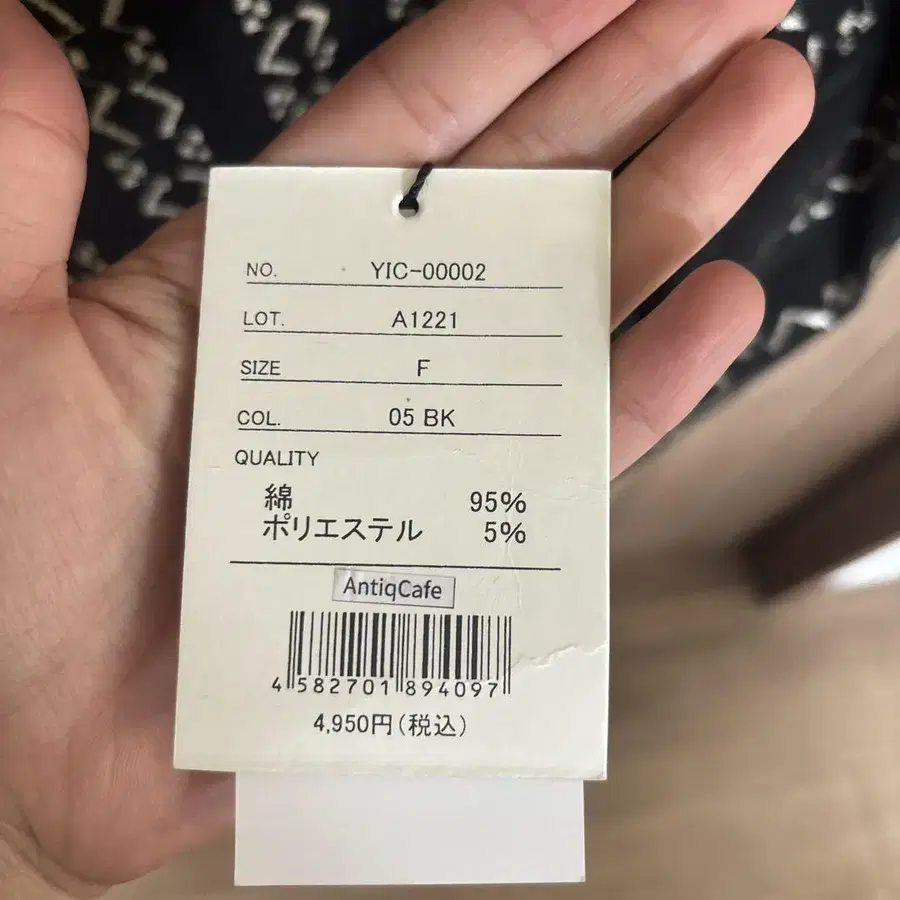 NO. YIC-00002
LOT. A1221
SIZE F
COL. 05 BK
QUALITY
綿 95%
ポリエステル 5%
AntiqCafe
4 582701 894097
4,950円(税込)